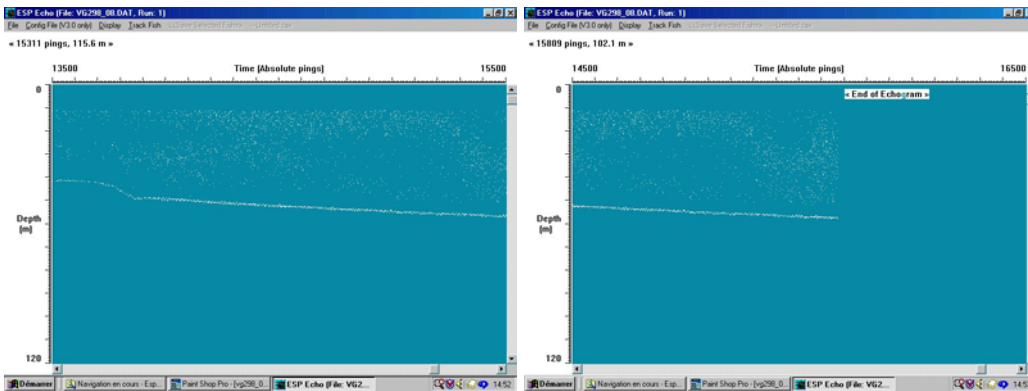 ESP Echo (File: VG298_08.DAT, Run: 1)
File Config File (V3.0 only) Display Track Fish
« 15311 pings, 115.6 m »
13500 Time (Absolute pings) 15500
0
Depth
(m)
120
Démarrer Navigation en cours - Esp... Paint Shop Pro - [vg298_0... ESP Echo (File: VG2... 14:52
ESP Echo (File: VG298_08.DAT, Run: 1)
File Config File (V3.0 only) Display Track Fish
« 15809 pings, 102.1 m »
14500 Time (Absolute pings) 16500
0
« End of Echogram »
Depth
(m)
120
Démarrer Navigation en cours - Esp... Paint Shop Pro - [vg298_0... ESP Echo (File: VG2...